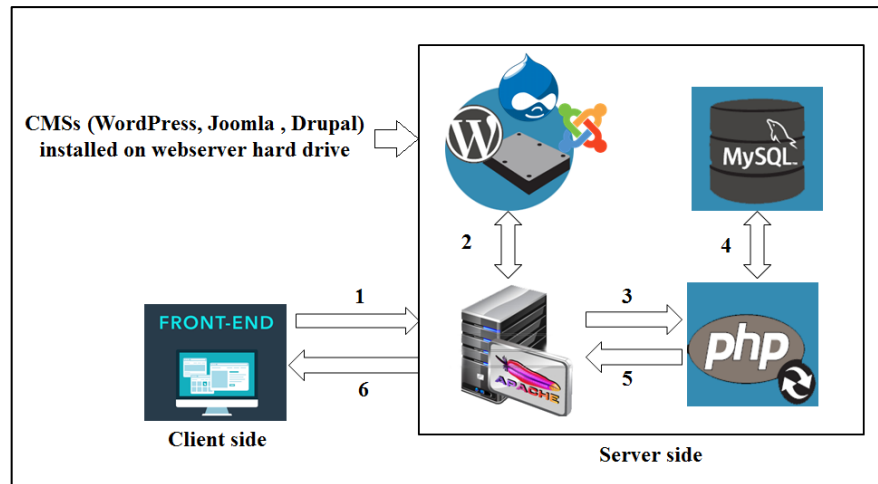 CMSs (WordPress, Joomla , Drupal)
installed on webserver hard drive
W
MySQL
2
4
1
3
FRONT-END
php
APACHE
6
5
Client side
Server side